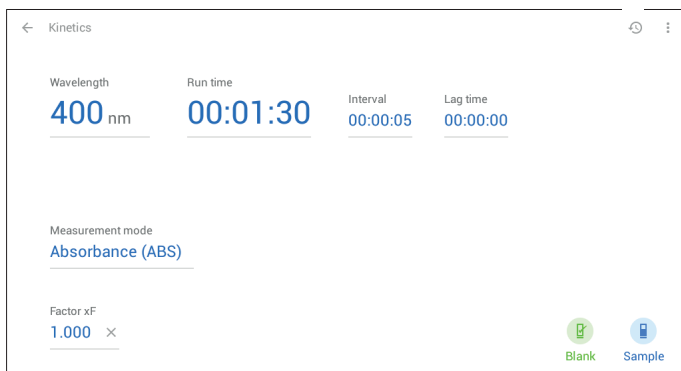 Kinetics
Wavelength
400 nm
Run time
00:01:30
Interval
00:00:05
Lag time
00:00:00
Measurement mode
Absorbance (ABS)
Factor xF
1.000
Blank
Sample